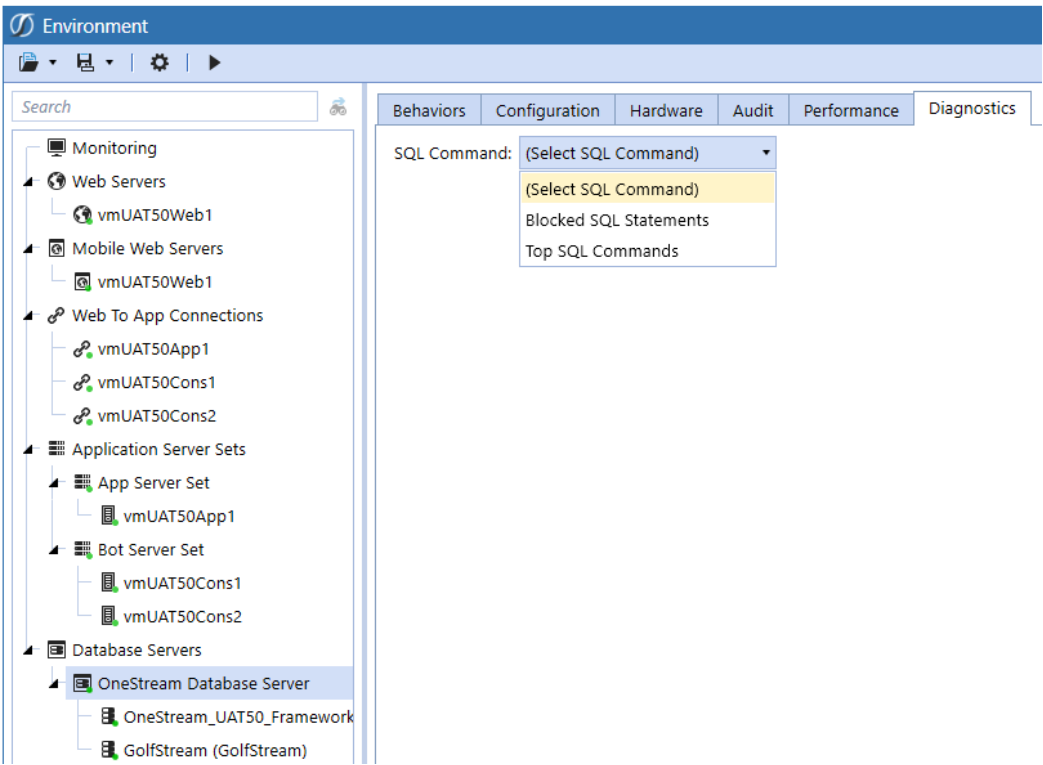 Environment
Search
Monitoring
Web Servers
vmUAT50Web1
Mobile Web Servers
vmUAT50Web1
Web To App Connections
vmUAT50App1
vmUAT50Cons1
vmUAT50Cons2
Application Server Sets
App Server Set
vmUAT50App1
Bot Server Set
vmUAT50Cons1
vmUAT50Cons2
Database Servers
OneStream Database Server
OneStream_UAT50_Framework
GolfStream (GolfStream)
Behaviors Configuration Hardware Audit Performance Diagnostics
SQL Command: (Select SQL Command)
(Select SQL Command)
Blocked SQL Statements
Top SQL Commands